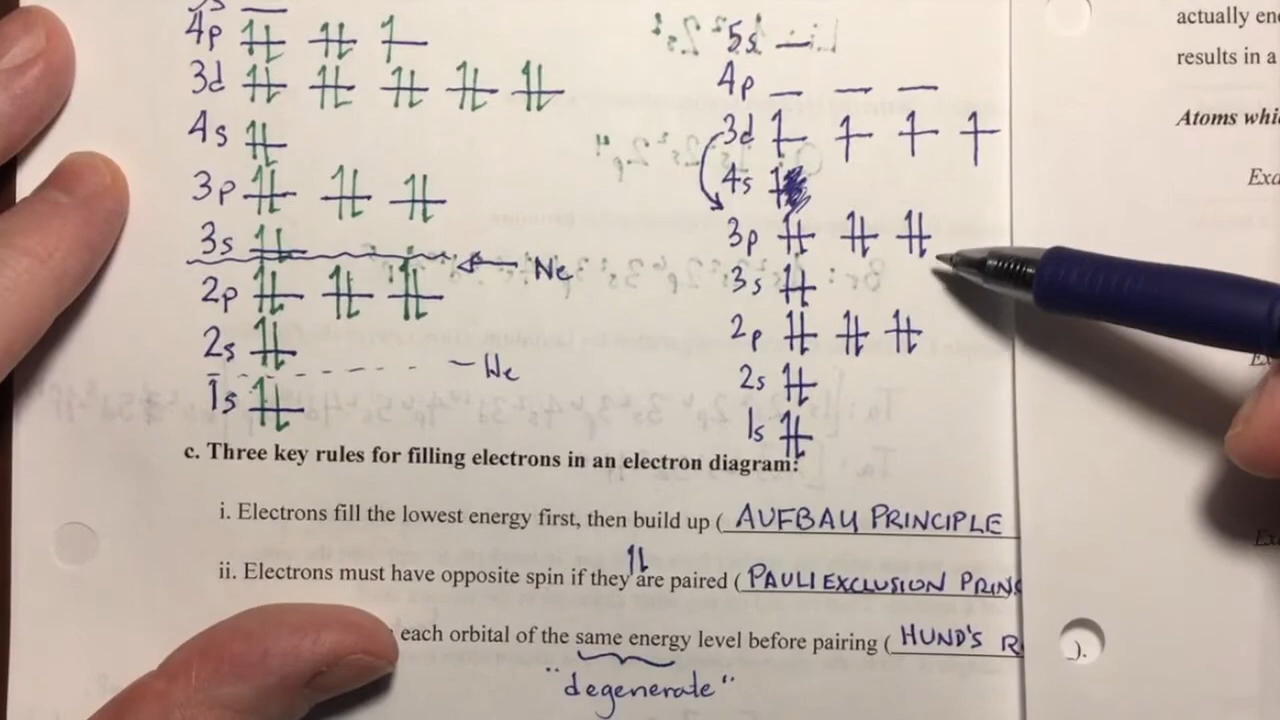 4p
3d
4s
3p
3s
Ne
2p
2s
He
1s
5s
4p
3d
4s
3p
3s
2p
2s
1s
c. Three key rules for filling electrons in an electron diagram:
i. Electrons fill the lowest energy first, then build up ( AUFBAU PRINCIPLE
ii. Electrons must have opposite spin if they are paired ( PAULI EXCLUSION PRIN
each orbital of the same energy level before pairing ( HUND'S R ).
"degenerate"
actually en
results in a
Atoms whi
Exa